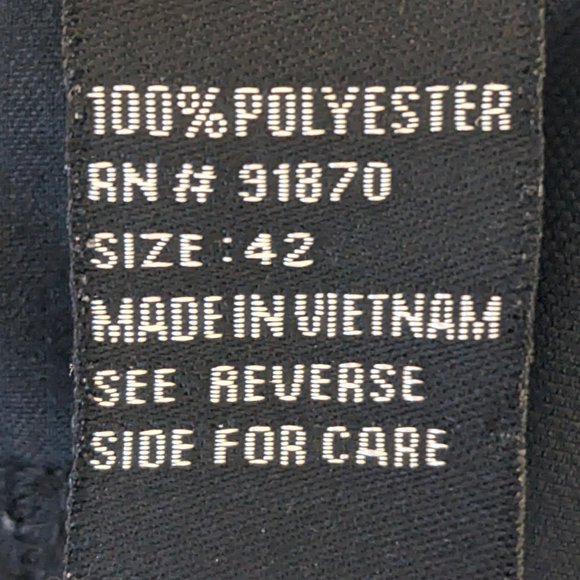 100% POLYESTER
RN # 91870
SIZE : 42
MADE IN VIETNAM
SEE REVERSE
SIDE FOR CARE